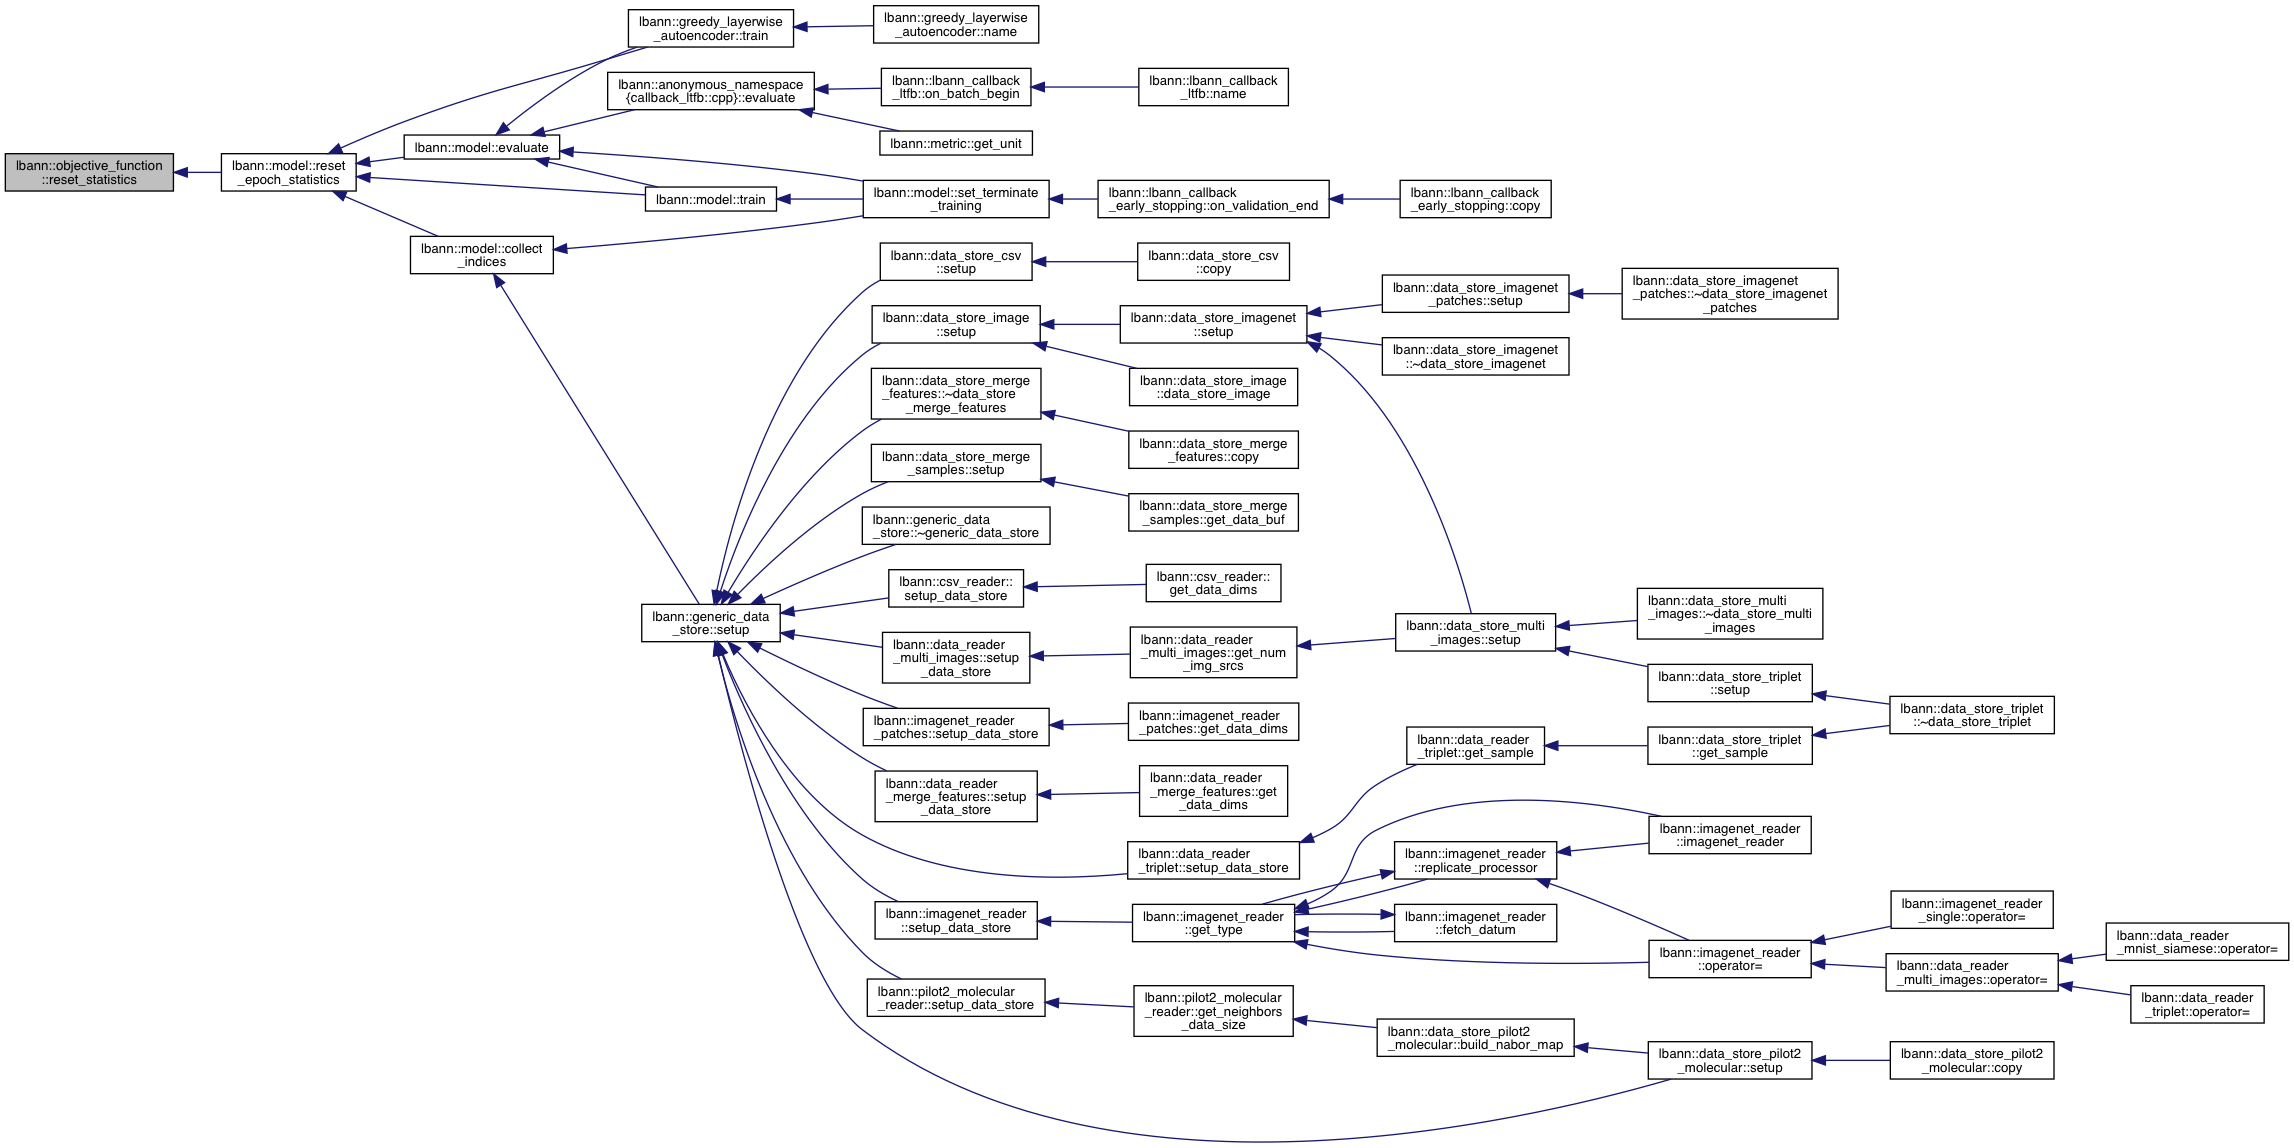 lbann::objective_function
::reset_statistics
lbann::model::reset
_epoch_statistics
lbann::greedy_layerwise
_autoencoder::train
lbann::greedy_layerwise
_autoencoder::name
lbann::model::evaluate
lbann::anonymous_namespace
{callback_ltfb::cpp}::evaluate
lbann::lbann_callback
_ltfb::on_batch_begin
lbann::lbann_callback
_ltfb::name
lbann::metric::get_unit
lbann::model::train
lbann::model::set_terminate
_training
lbann::lbann_callback
_early_stopping::on_validation_end
lbann::lbann_callback
_early_stopping::copy
lbann::model::collect
_indices
lbann::generic_data
_store::setup
lbann::data_store_csv
::setup
lbann::data_store_csv
::copy
lbann::data_store_image
::setup
lbann::data_store_imagenet
::setup
lbann::data_store_imagenet
_patches::setup
lbann::data_store_imagenet
_patches::~data_store_imagenet
_patches
lbann::data_store_imagenet
::~data_store_imagenet
lbann::data_store_image
::data_store_image
lbann::data_store_merge
_features::~data_store
_merge_features
lbann::data_store_merge
_features::copy
lbann::data_store_merge
_samples::setup
lbann::data_store_merge
_samples::get_data_buf
lbann::generic_data
_store::~generic_data_store
lbann::csv_reader::
setup_data_store
lbann::csv_reader::
get_data_dims
lbann::data_reader
_multi_images::setup
_data_store
lbann::data_reader
_multi_images::get_num
_img_srcs
lbann::data_store_multi
_images::setup
lbann::data_store_multi
_images::~data_store_multi
_images
lbann::data_store_triplet
::setup
lbann::data_store_triplet
::~data_store_triplet
lbann::imagenet_reader
_patches::setup_data_store
lbann::imagenet_reader
_patches::get_data_dims
lbann::data_reader
_triplet::get_sample
lbann::data_store_triplet
::get_sample
lbann::data_reader
_merge_features::setup
_data_store
lbann::data_reader
_merge_features::get
_data_dims
lbann::data_reader
_triplet::setup_data_store
lbann::imagenet_reader
::replicate_processor
lbann::imagenet_reader
::imagenet_reader
lbann::imagenet_reader
::setup_data_store
lbann::imagenet_reader
::get_type
lbann::imagenet_reader
::fetch_datum
lbann::imagenet_reader
::operator=
lbann::imagenet_reader
_single::operator=
lbann::data_reader
_multi_images::operator=
lbann::data_reader
_mnist_siamese::operator=
lbann::data_reader
_triplet::operator=
lbann::pilot2_molecular
_reader::setup_data_store
lbann::pilot2_molecular
_reader::get_neighbors
_data_size
lbann::data_store_pilot2
_molecular::build_nabor_map
lbann::data_store_pilot2
_molecular::setup
lbann::data_store_pilot2
_molecular::copy